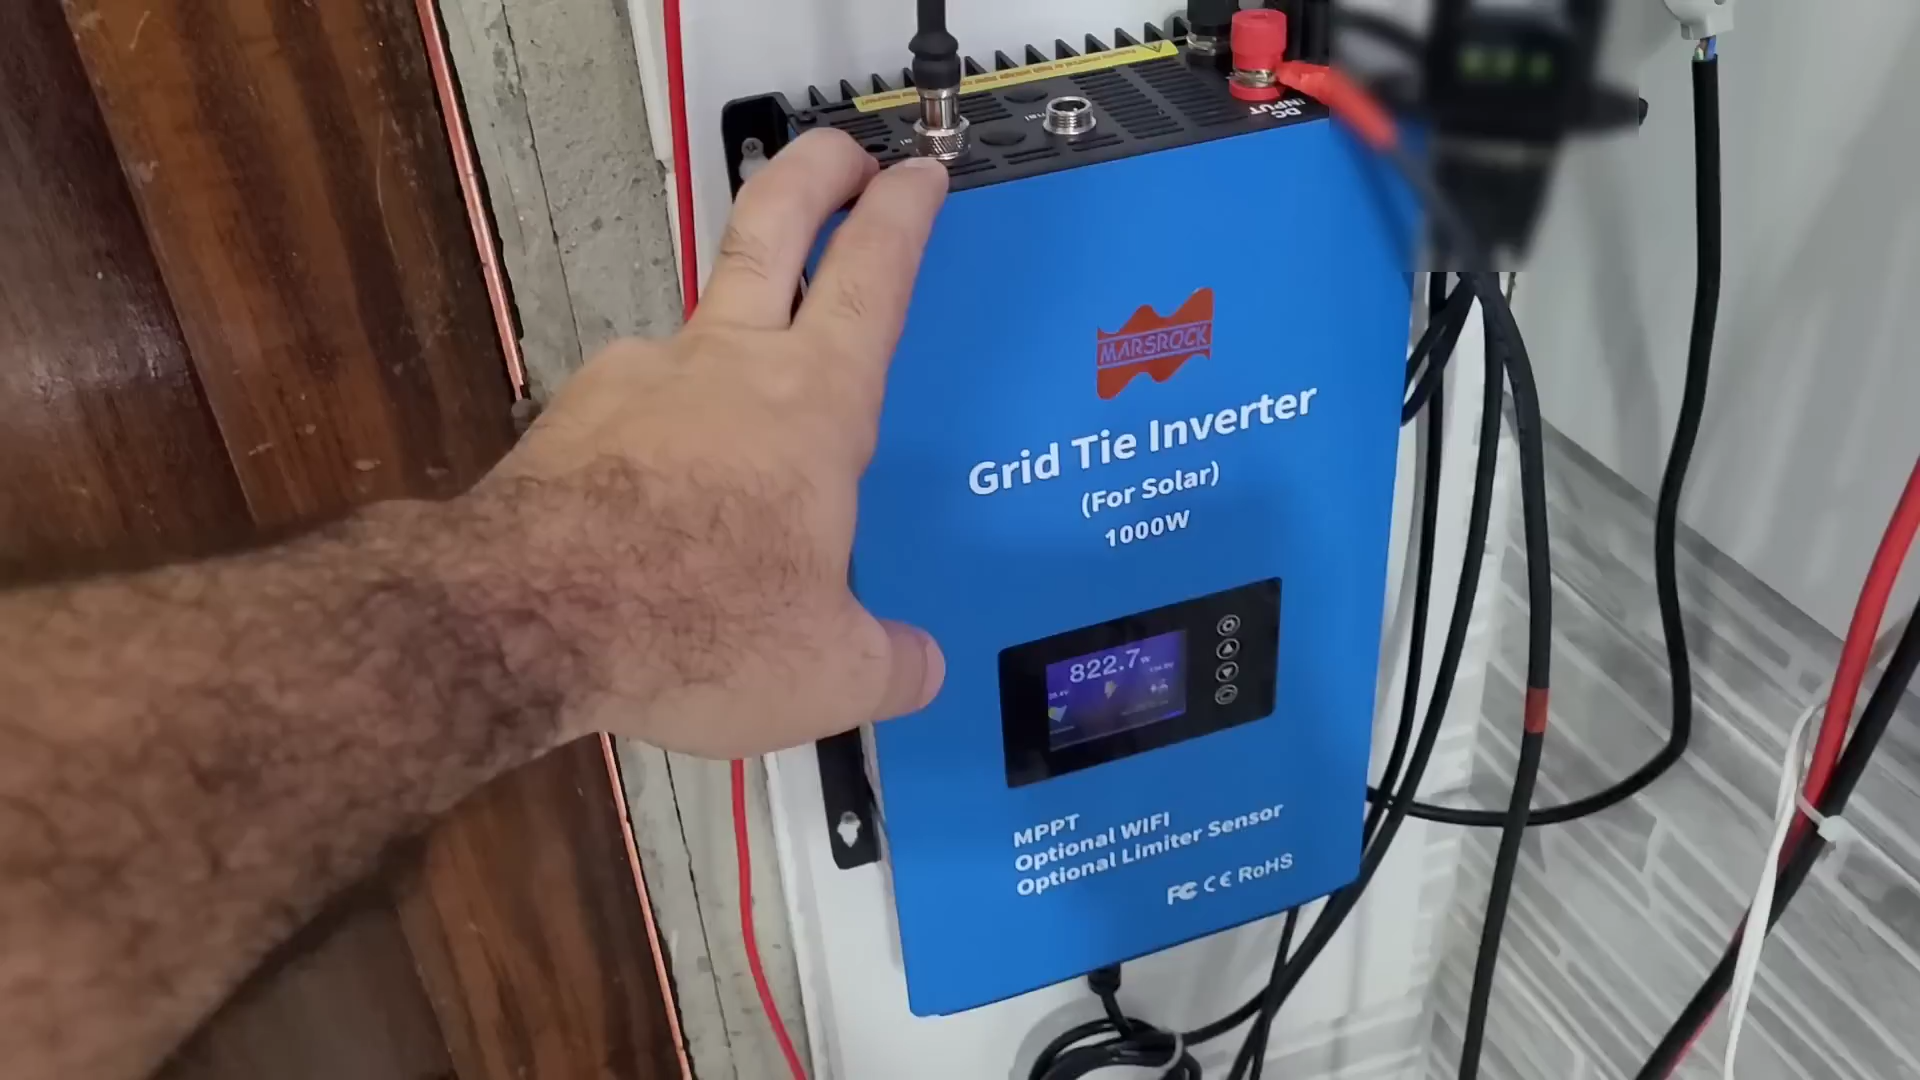 DC
INPUT
MARSROCK
Grid Tie Inverter
(For Solar)
1000W
822.7W
MPPT
Optional WIFI
Optional Limiter Sensor
FC CE RoHS